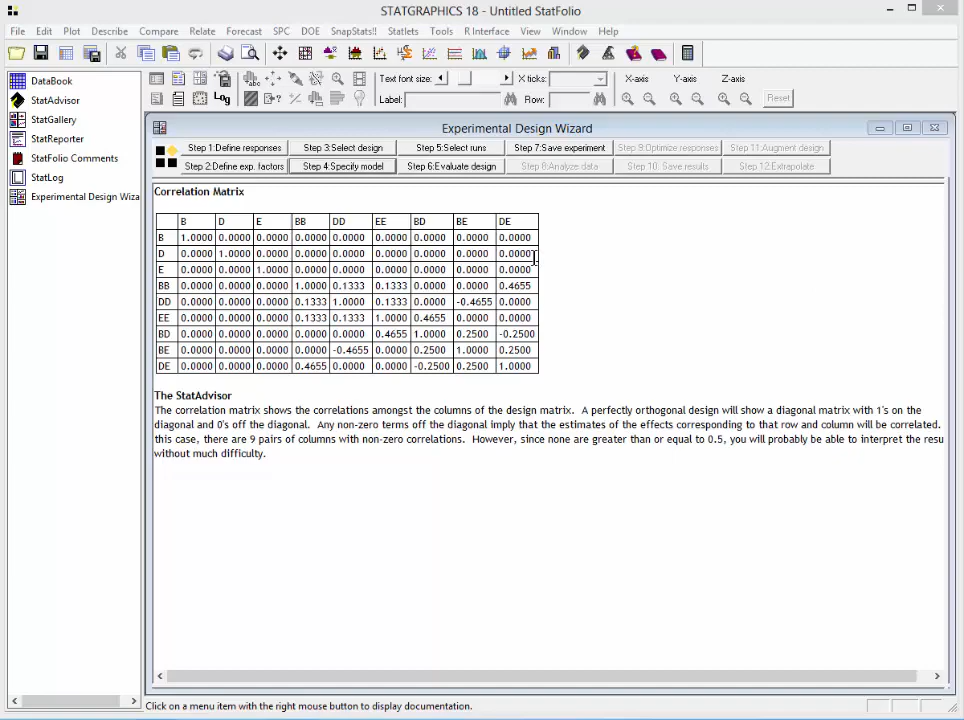 STATGRAPHICS 18 - Untitled StatFolio
File Edit Plot Describe Compare Relate Forecast SPC DOE SnapStats!! Statlets Tools R Interface View Window Help
Text font size: X ticks: X-axis Y-axis Z-axis
Log Label: Row: Reset
DataBook
StatAdvisor
StatGallery
StatReporter
StatFolio Comments
StatLog
Experimental Design Wiza
Experimental Design Wizard
Step 1:Define responses Step 3:Select design Step 5:Select runs Step 7:Save experiment Step 9:Optimize responses Step 11:Augment design
Step 2:Define exp. factors Step 4:Specify model Step 6:Evaluate design Step 8:Analyze data Step 10: Save results Step 12:Extrapolate
Correlation Matrix
B D E BB DD EE BD BE DE
B 1.0000 0.0000 0.0000 0.0000 0.0000 0.0000 0.0000 0.0000 0.0000
D 0.0000 1.0000 0.0000 0.0000 0.0000 0.0000 0.0000 0.0000 0.0000
E 0.0000 0.0000 1.0000 0.0000 0.0000 0.0000 0.0000 0.0000 0.0000
BB 0.0000 0.0000 0.0000 1.0000 0.1333 0.1333 0.0000 0.0000 0.4655
DD 0.0000 0.0000 0.0000 0.1333 1.0000 0.1333 0.0000 -0.4655 0.0000
EE 0.0000 0.0000 0.0000 0.1333 0.1333 1.0000 0.4655 0.0000 0.0000
BD 0.0000 0.0000 0.0000 0.0000 0.0000 0.4655 1.0000 0.2500 -0.2500
BE 0.0000 0.0000 0.0000 0.0000 -0.4655 0.0000 0.2500 1.0000 0.2500
DE 0.0000 0.0000 0.0000 0.4655 0.0000 0.0000 -0.2500 0.2500 1.0000
The StatAdvisor
The correlation matrix shows the correlations amongst the columns of the design matrix. A perfectly orthogonal design will show a diagonal matrix with 1's on the
diagonal and 0's off the diagonal. Any non-zero terms off the diagonal imply that the estimates of the effects corresponding to that row and column will be correlated.
this case, there are 9 pairs of columns with non-zero correlations. However, since none are greater than or equal to 0.5, you will probably be able to interpret the resu
without much difficulty.
Click on a menu item with the right mouse button to display documentation.